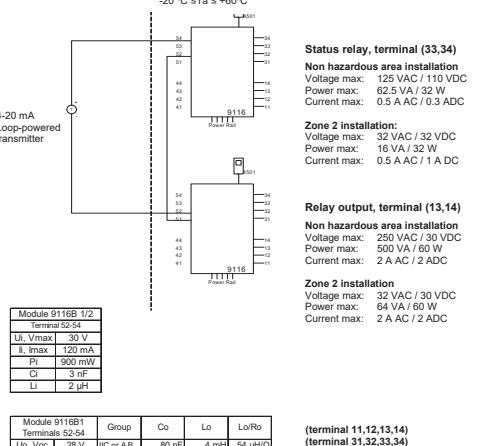 -20 ºC ≤Ta ≤ +60ºC
4501
54
53
52
51
34
33
32
31
44
43
42
41
14
13
12
11
9116
Power Rail
+
-20 mA
oop-powered
ransmitter
4501
54
53
52
51
34
33
32
31
44
43
42
41
14
13
12
11
9116
Power Rail
Status relay, terminal (33,34)
Non hazardous area installation
Voltage max: 125 VAC / 110 VDC
Power max: 62.5 VA / 32 W
Current max: 0.5 A AC / 0.3 ADC
Zone 2 installation:
Voltage max: 32 VAC / 32 VDC
Power max: 16 VA / 32 W
Current max: 0.5 A AC / 1 A DC
Relay output, terminal (13,14)
Non hazardous area installation
Voltage max: 250 VAC / 30 VDC
Power max: 500 VA / 60 W
Current max: 2 A AC / 2 ADC
Zone 2 installation
Voltage max: 32 VAC / 30 VDC
Power max: 64 VA / 60 W
Current max: 2 A AC / 2 ADC
Module 9116B 1/2
Terminal 52-54
Ui, Vmax 30 V
Ii, Imax 120 mA
Pi 900 mW
Ci 3 nF
Li 2 µH
Module 9116B1
Terminals 52-54 Group Co Lo Lo/Ro
Uo, Voc 28 V IIC or A,B 80 nF 4 mH 54 µH/Ω
(terminal 11,12,13,14)
(terminal 31,32,33,34)